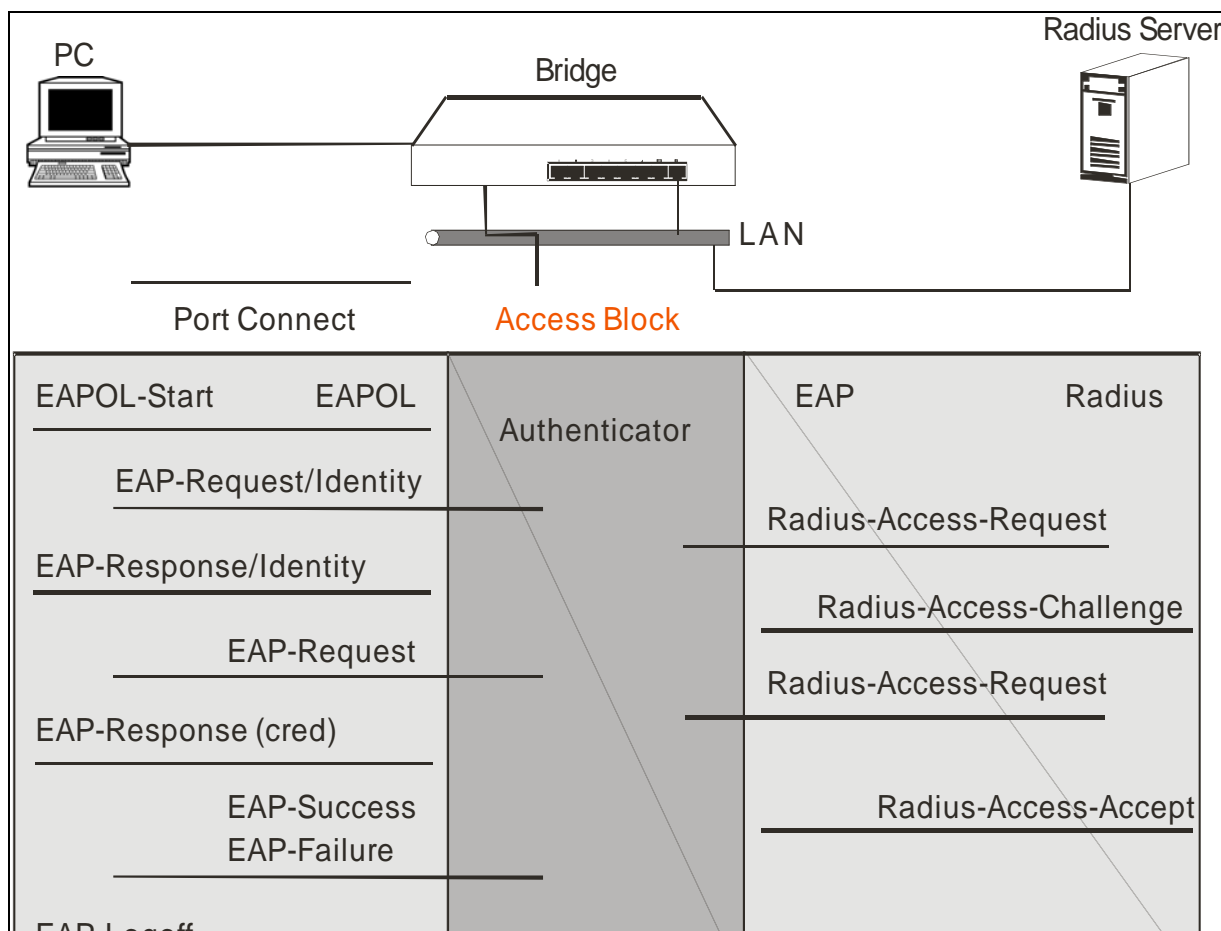 Radius Server
PC
Bridge
LAN
Port Connect
Access Block
EAPOL-Start EAPOL
EAP Radius
Authenticator
EAP-Request/Identity
Radius-Access-Request
EAP-Response/Identity
Radius-Access-Challenge
EAP-Request
Radius-Access-Request
EAP-Response (cred)
EAP-Success
Radius-Access-Accept
EAP-Failure
EAP-Logoff